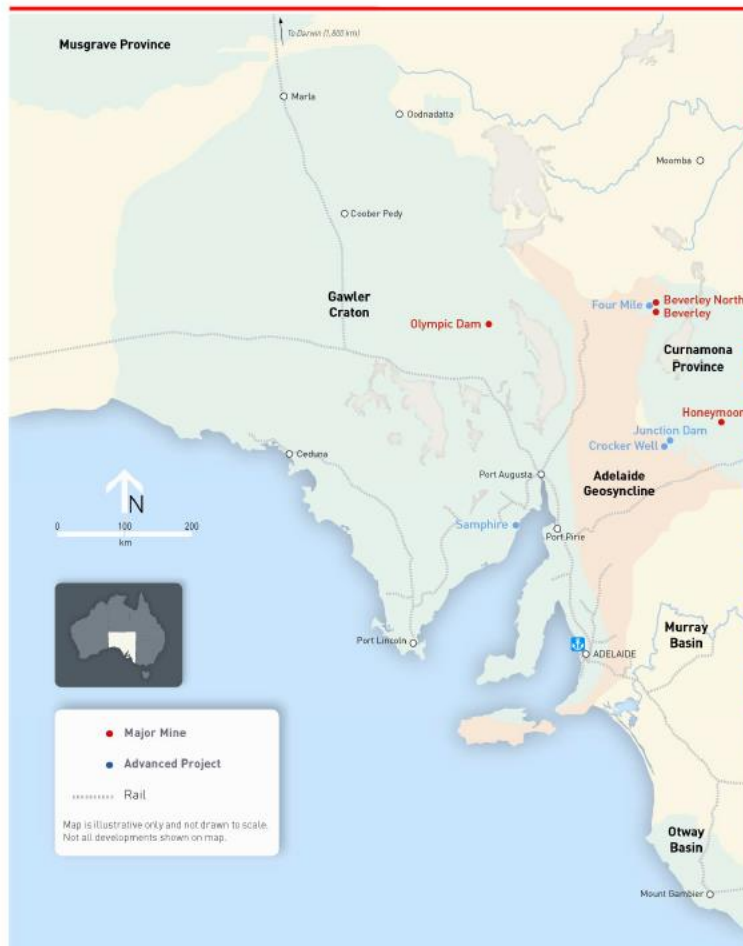 To Darwin (1,800 km)
Musgrave Province
Marla
Oodnadatta
Moomba
Coober Pedy
Gawler
Craton
Four Mile
Beverley North
Beverley
Olympic Dam
Curnamona
Province
Honeymoon
Junction Dam
Crocker Well
Ceduna
Port Augusta
Adelaide
Geosyncline
N
0 100 200
km
Samphire
Port Pirie
Murray
Basin
Port Lincoln
ADELAIDE
Major Mine
Advanced Project
Rail
Map is illustrative only and not drawn to scale.
Not all developments shown on map.
Otway
Basin
Mount Gambier